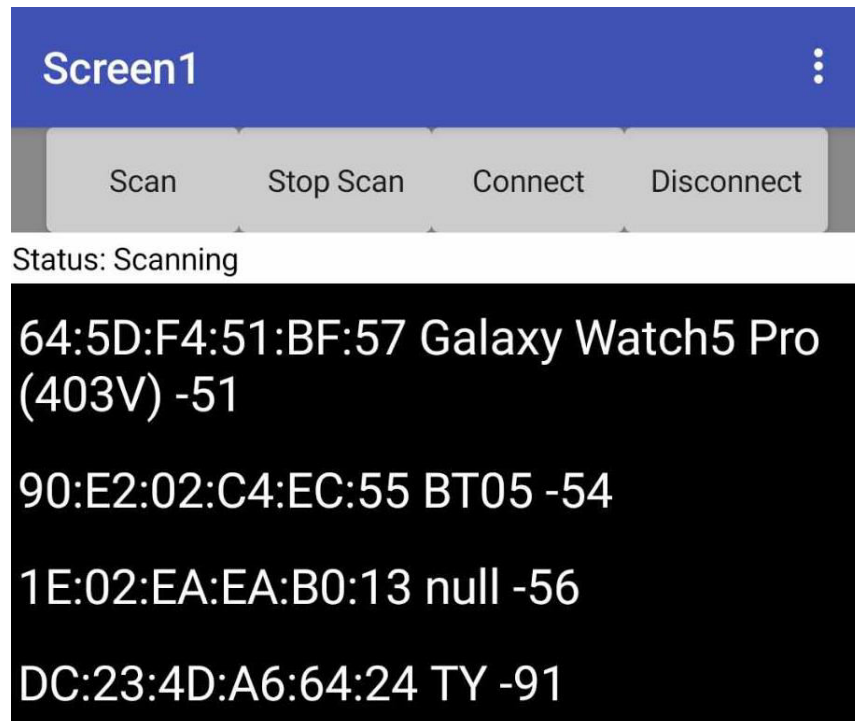 Screen1
Scan Stop Scan Connect Disconnect
Status: Scanning
64:5D:F4:51:BF:57 Galaxy Watch5 Pro
(403V) -51
90:E2:02:C4:EC:55 BT05 -54
1E:02:EA:EA:B0:13 null -56
DC:23:4D:A6:64:24 TY -91